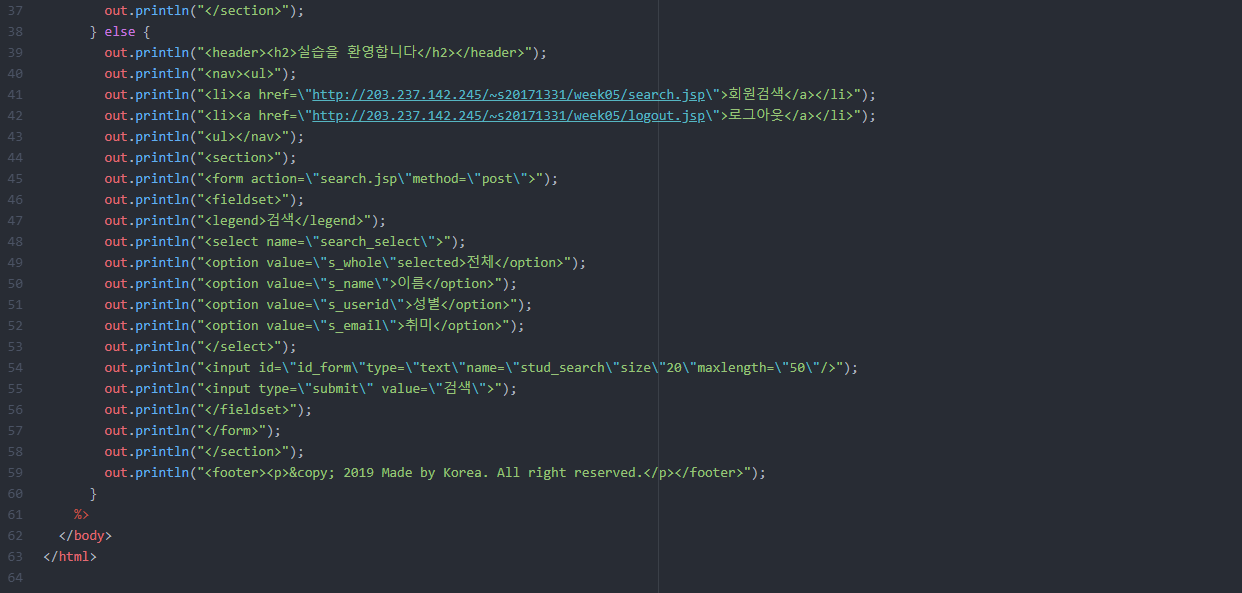 37 out.println("</section>");
38 } else {
39 out.println("<header><h2>실습을 환영합니다</h2></header>");
40 out.println("<nav><ul>");
41 out.println("<li><a href=\"http://203.237.142.245/~s20171331/week05/search.jsp\">회원검색</a></li>");
42 out.println("<li><a href=\"http://203.237.142.245/~s20171331/week05/logout.jsp\">로그아웃</a></li>");
43 out.println("<ul></nav>");
44 out.println("<section>");
45 out.println("<form action=\"search.jsp\"method=\"post\">");
46 out.println("<fieldset>");
47 out.println("<legend>검색</legend>");
48 out.println("<select name=\"search_select\">");
49 out.println("<option value=\"s_whole\"selected>전체</option>");
50 out.println("<option value=\"s_name\">이름</option>");
51 out.println("<option value=\"s_userid\">성별</option>");
52 out.println("<option value=\"s_email\">취미</option>");
53 out.println("</select>");
54 out.println("<input id=\"id_form\"type=\"text\"name=\"stud_search\"size\"20\"maxlength=\"50\"/>");
55 out.println("<input type=\"submit\" value=\"검색\">");
56 out.println("</fieldset>");
57 out.println("</form>");
58 out.println("</section>");
59 out.println("<footer><p>&copy; 2019 Made by Korea. All right reserved.</p></footer>");
60 }
61 %>
62 </body>
63 </html>
64